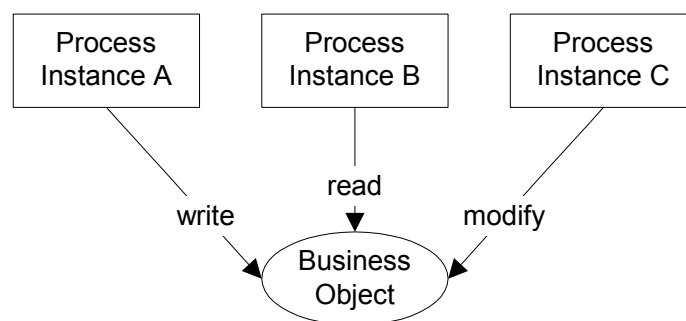 Process
Instance A
Process
Instance B
Process
Instance C
read
write
modify
Business
Object